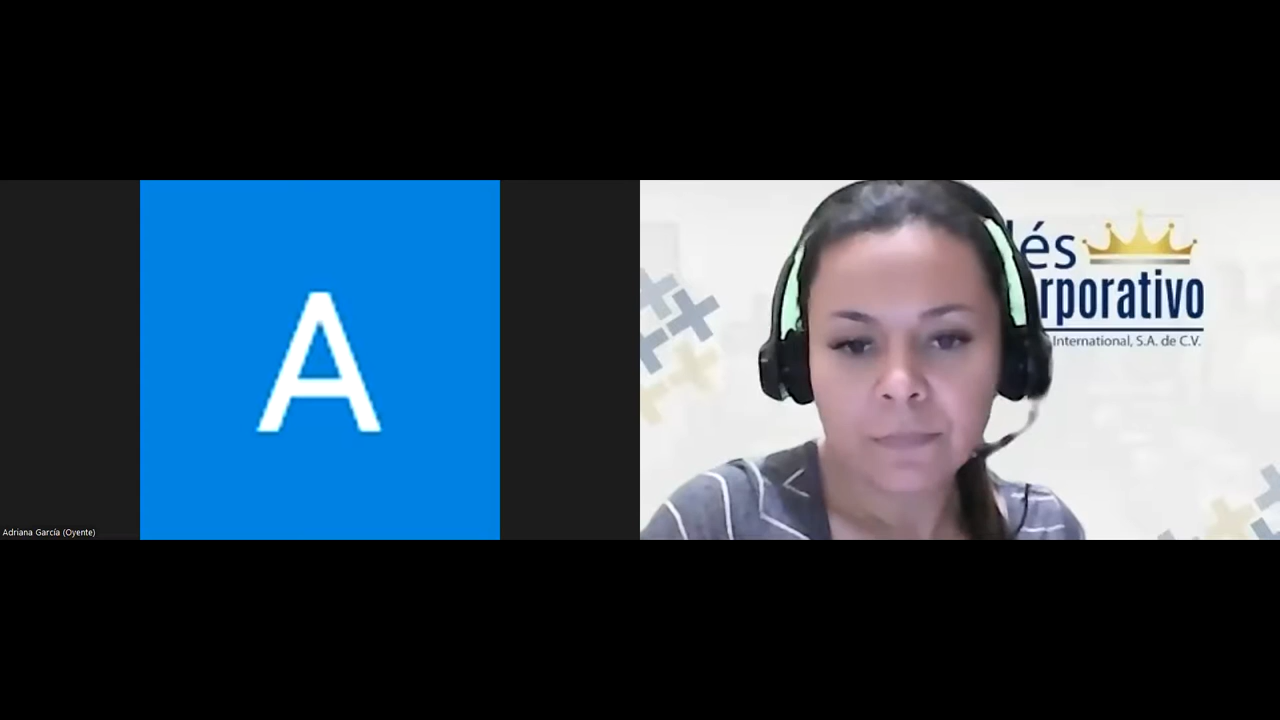 A
Adriana García (Oyente)
lés
rporativo
International, S.A. de C.V.